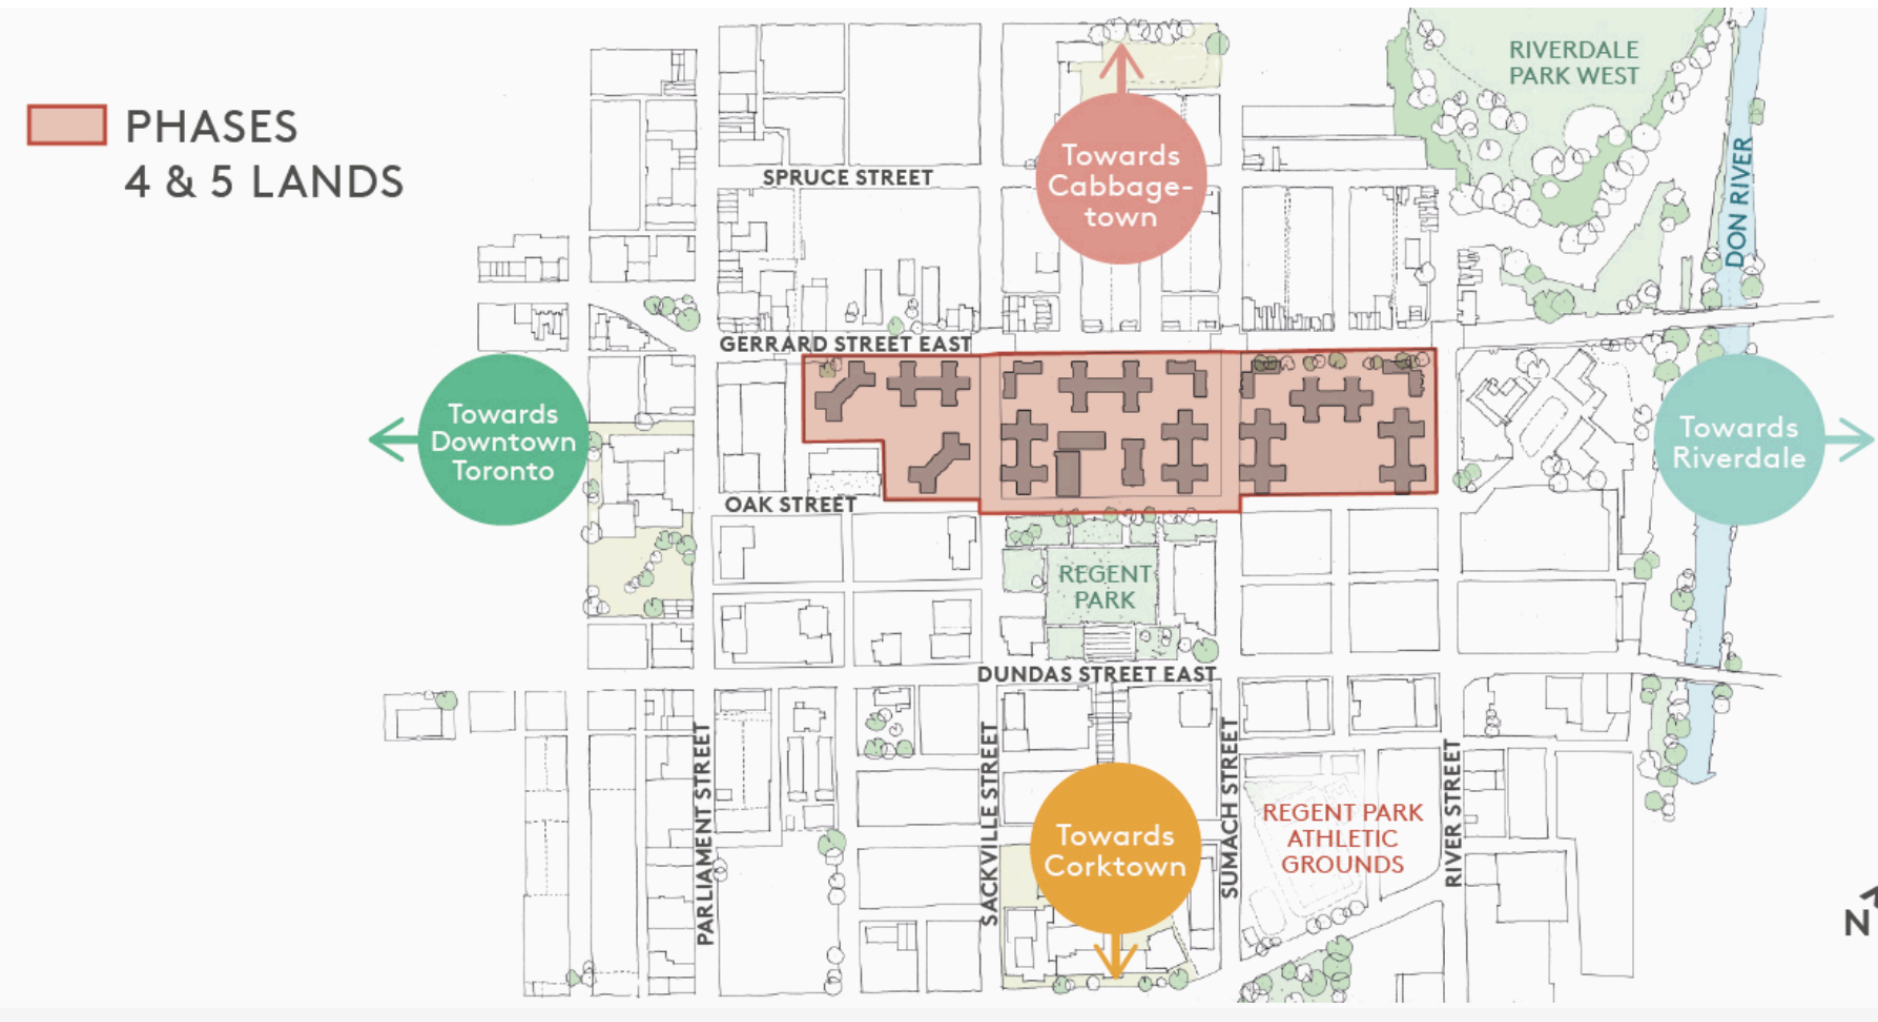 PHASES
4 & 5 LANDS
RIVERDALE
PARK WEST
DON RIVER
Towards
Cabbage-
town
SPRUCE STREET
GERRARD STREET EAST
Towards
Downtown
Toronto
Towards
Riverdale
OAK STREET
REGENT
PARK
DUNDAS STREET EAST
PARLIAMENT STREET
SACKVILLE STREET
Towards
Corktown
SUMACH STREET
REGENT PARK
ATHLETIC
GROUNDS
RIVER STREET
N